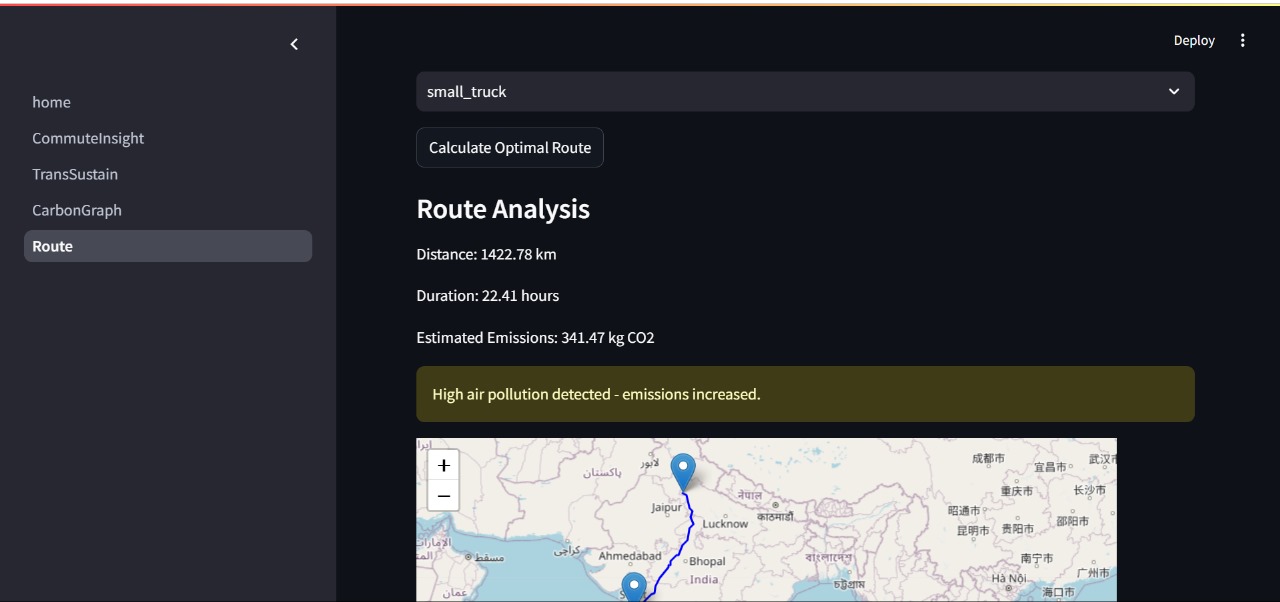 Deploy
home
CommuteInsight
TransSustain
CarbonGraph
Route
small_truck
Calculate Optimal Route
Route Analysis
Distance: 1422.78 km
Duration: 22.41 hours
Estimated Emissions: 341.47 kg CO2
High air pollution detected - emissions increased.
+
−
پاکستان
لاہور
नेपाल
काठमाडौं
Jaipur
Lucknow
كراچی
Ahmedabad
Bhopal
India
বাংলাদেশ
চট্টগ্রাম
مسقط
عمان
成都市
宜昌市
重庆市
长沙市
昭通市
贵阳市
邵阳市
昆明市
南宁市
广州市
Hà Nội
海口市